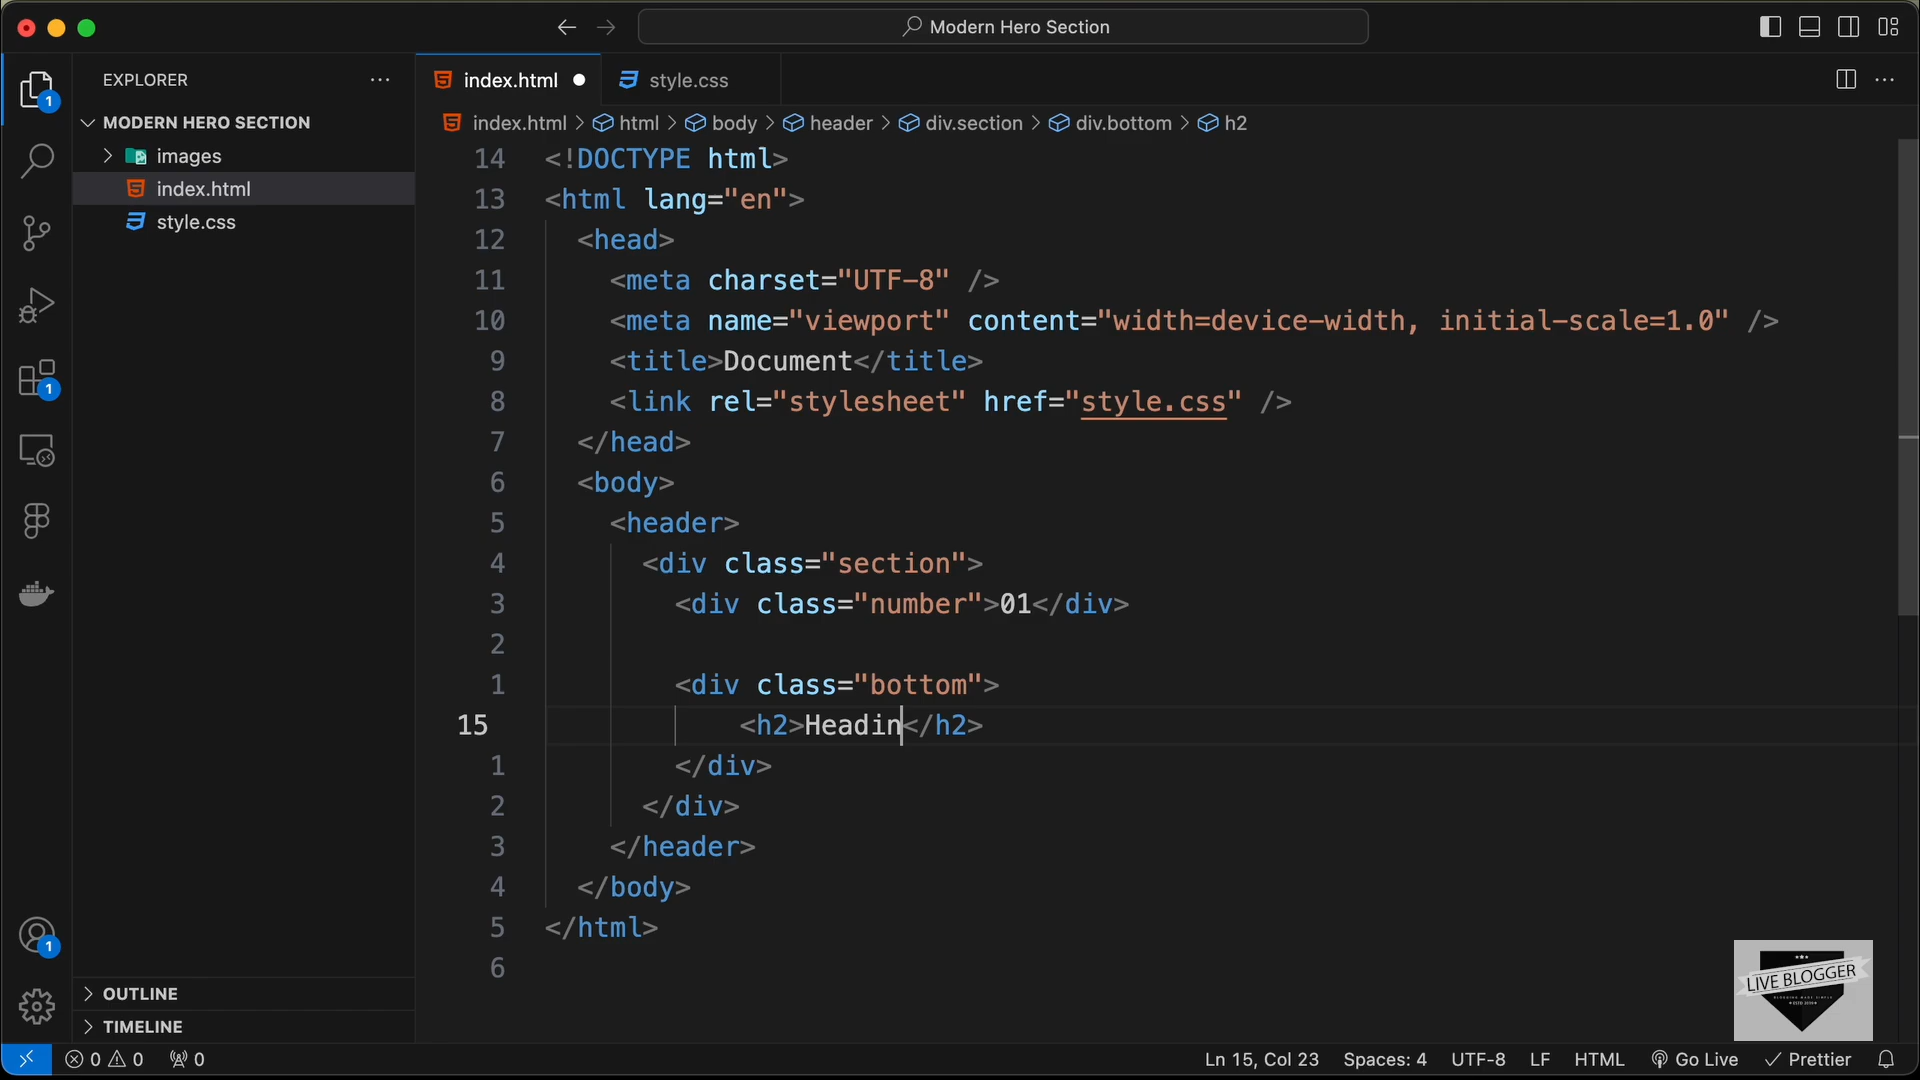 Modern Hero Section
EXPLORER
index.html
style.css
1
MODERN HERO SECTION
index.html > html > body > header > div.section > div.bottom > h2
images
index.html
style.css
14 <!DOCTYPE html>
13 <html lang="en">
12 <head>
11 <meta charset="UTF-8" />
10 <meta name="viewport" content="width=device-width, initial-scale=1.0" />
9 <title>Document</title>
8 <link rel="stylesheet" href="style.css" />
7 </head>
6 <body>
5 <header>
4 <div class="section">
3 <div class="number">01</div>
2
1 <div class="bottom">
15 <h2>Headin</h2>
1 </div>
2 </div>
3 </header>
4 </body>
5 </html>
6
1
1
OUTLINE
TIMELINE
LIVE BLOGGER
0 0 0
Ln 15, Col 23 Spaces: 4 UTF-8 LF HTML Go Live Prettier